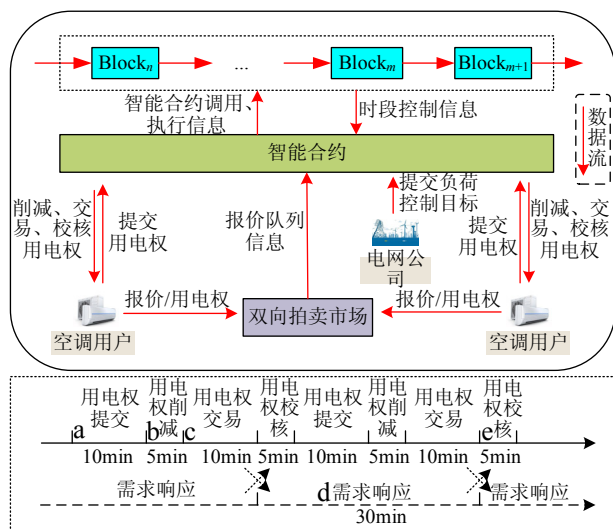 Blockn
...
Blockm
Blockm+1
智能合约调用、
执行信息
时段控制信息
数
据
流
智能合约
削减、交
易、校核
用电权
提交
用电权
报价队列
信息
提交负荷
控制目标
电网公
司
提交
用电权
削减、交
易、校核
用电权
报价/用电权
报价/用电权
双向拍卖市场
空调用户
空调用户
用电权
提交
用电
权削
减
用电权
交易
用电
权校
核
用电权
提交
用电
权削
减
用电权
交易
用电
权校
核
a
b
c
e
10min
5min
10min
5min
10min
5min
10min
5min
需求响应
d
需求响应
需求响应
30min